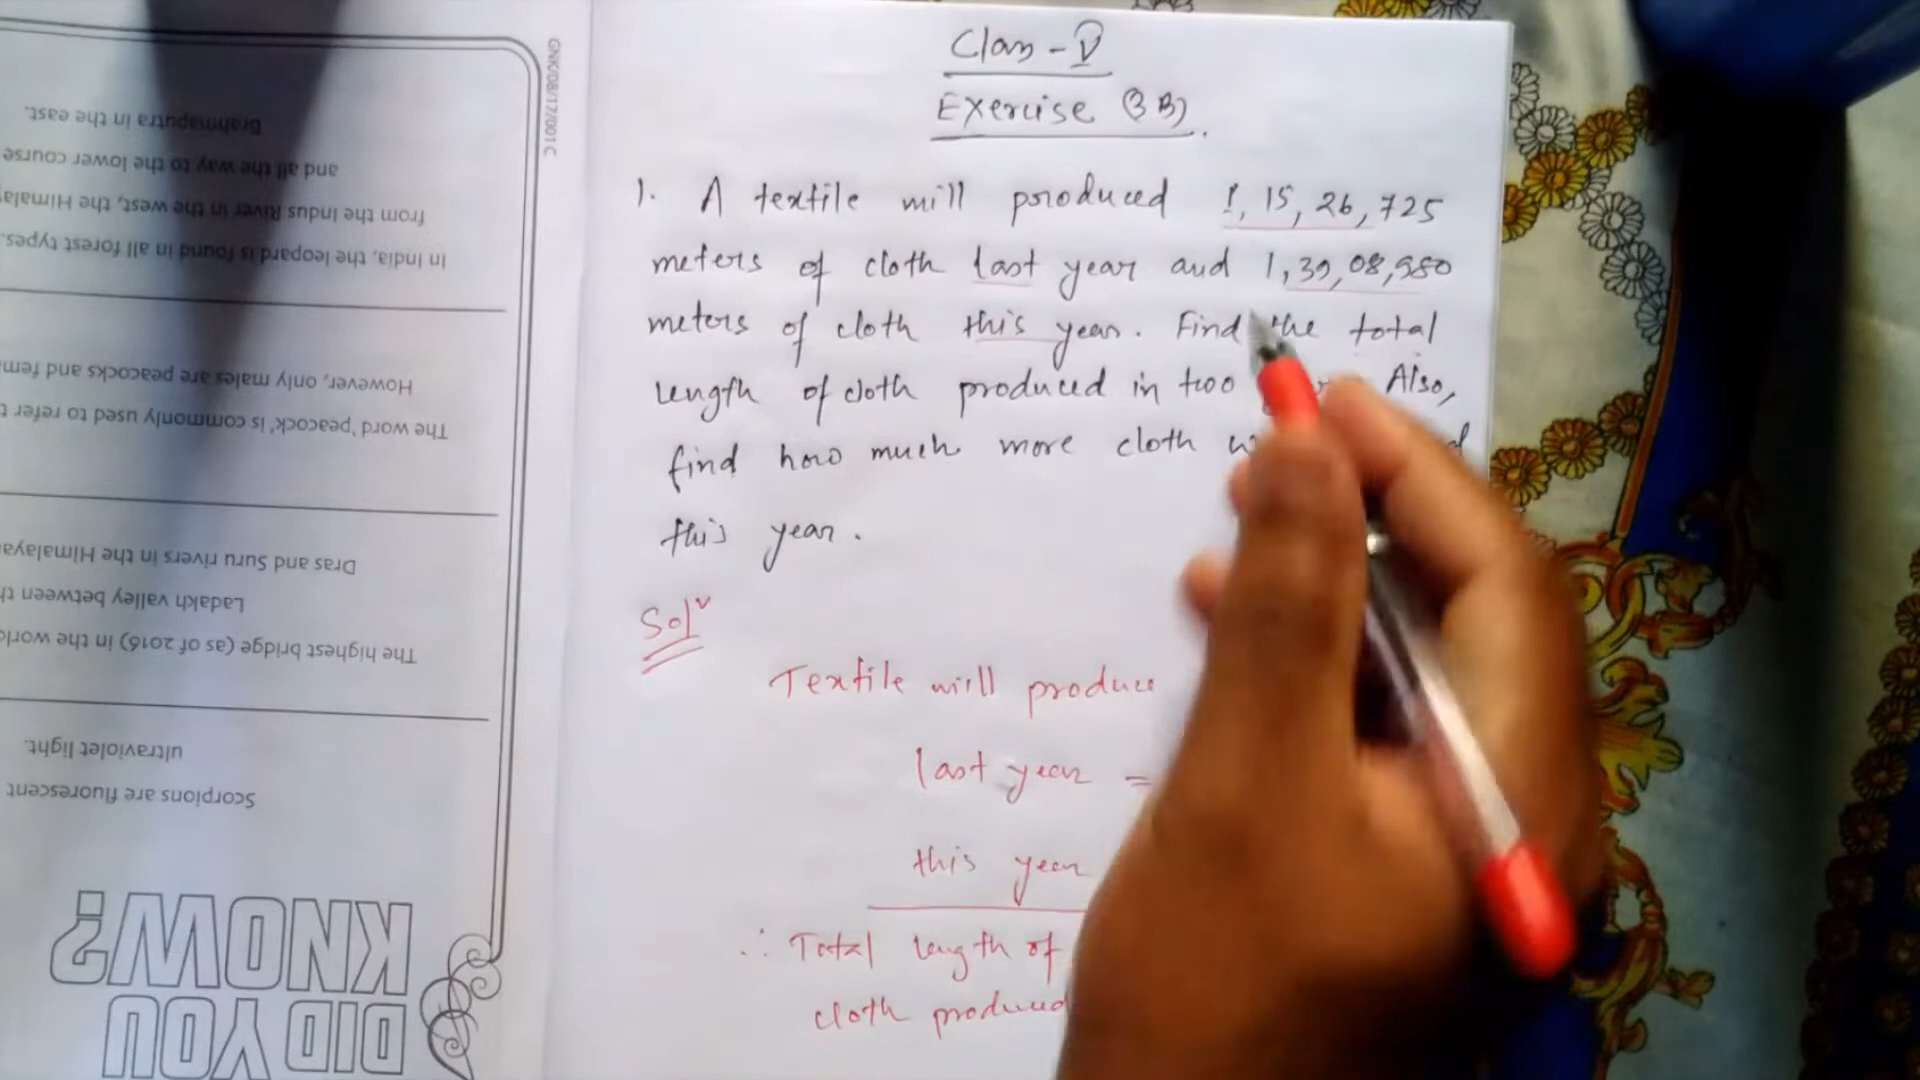 Class - V
Exercise (3B).
1. A textile mill produced 1, 15, 26, 725
meters of cloth last year and 1, 39, 08, 980
meters of cloth this year. Find the total
length of cloth produced in two Also,
find how much more cloth
this year.
Solⁿ
Textile mill produce
last year =
this year
∴ Total length of
cloth produced
GNK/08/17/001C
DID YOU
KNOW?
Scorpions are fluorescent
ultraviolet light.
The highest bridge (as of 2016) in the world
Ladakh valley between th
Dras and Suru rivers in the Himalaya
The word 'peacock' is commonly used to refer t
However, only males are peacocks and fema
In India, the leopard is found in all forest types,
from the Indus River in the west, the Himalay
and all the way to the lower course
Brahmaputra in the east.